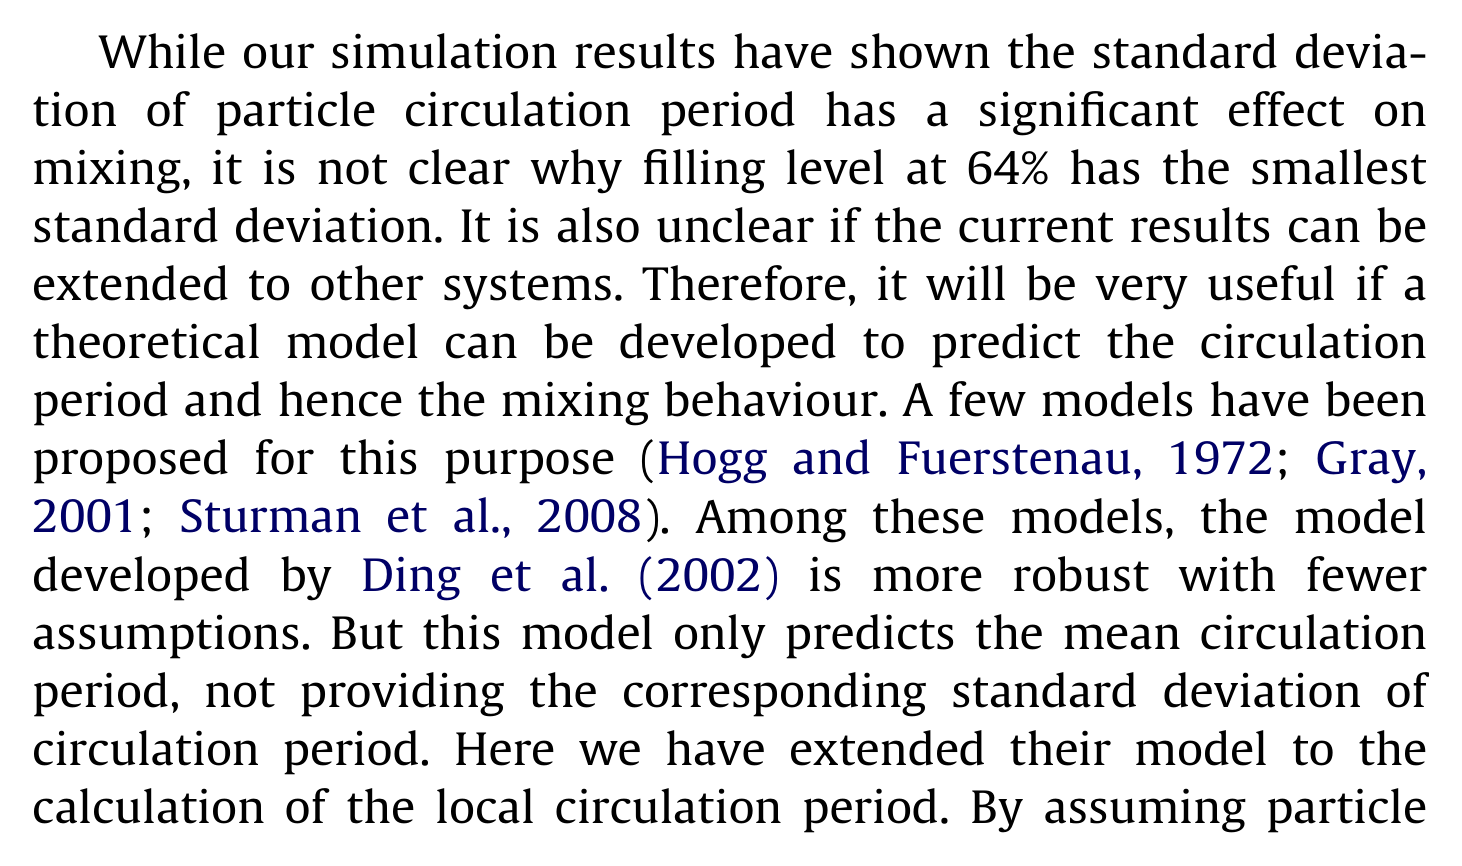 While our simulation results have shown the standard devia-
tion of particle circulation period has a significant effect on
mixing, it is not clear why filling level at 64% has the smallest
standard deviation. It is also unclear if the current results can be
extended to other systems. Therefore, it will be very useful if a
theoretical model can be developed to predict the circulation
period and hence the mixing behaviour. A few models have been
proposed for this purpose (Hogg and Fuerstenau, 1972; Gray,
2001; Sturman et al., 2008). Among these models, the model
developed by Ding et al. (2002) is more robust with fewer
assumptions. But this model only predicts the mean circulation
period, not providing the corresponding standard deviation of
circulation period. Here we have extended their model to the
calculation of the local circulation period. By assuming particle